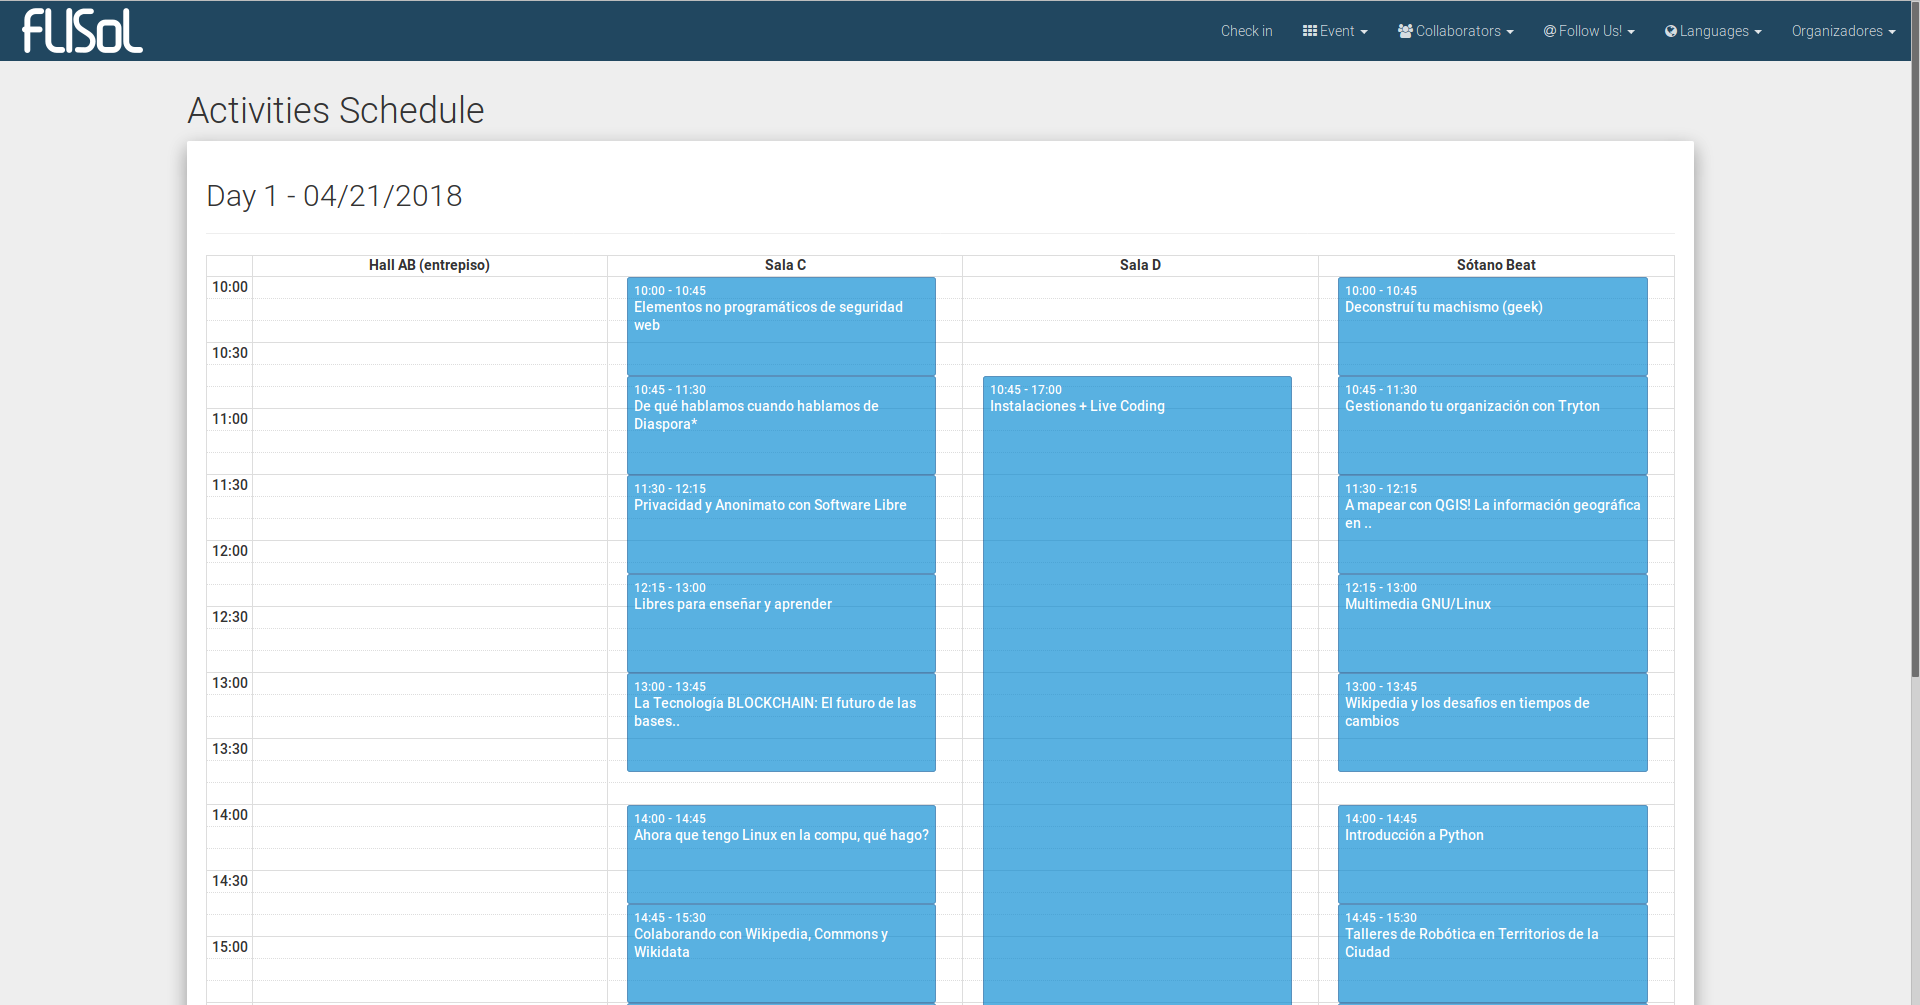 FLISoL
Check in
Event
Collaborators
@ Follow Us!
Languages
Organizadores
Activities Schedule
Day 1 - 04/21/2018
Hall AB (entrepiso)
Sala C
Sala D
Sótano Beat
10:00
10:30
11:00
11:30
12:00
12:30
13:00
13:30
14:00
14:30
15:00
10:00 - 10:45
Elementos no programáticos de seguridad
web
10:45 - 11:30
De qué hablamos cuando hablamos de
Diaspora*
11:30 - 12:15
Privacidad y Anonimato con Software Libre
12:15 - 13:00
Libres para enseñar y aprender
13:00 - 13:45
La Tecnología BLOCKCHAIN: El futuro de las
bases..
14:00 - 14:45
Ahora que tengo Linux en la compu, qué hago?
14:45 - 15:30
Colaborando con Wikipedia, Commons y
Wikidata
10:45 - 17:00
Instalaciones + Live Coding
10:00 - 10:45
Deconstruí tu machismo (geek)
10:45 - 11:30
Gestionando tu organización con Tryton
11:30 - 12:15
A mapear con QGIS! La información geográfica
en ..
12:15 - 13:00
Multimedia GNU/Linux
13:00 - 13:45
Wikipedia y los desafios en tiempos de
cambios
14:00 - 14:45
Introducción a Python
14:45 - 15:30
Talleres de Robótica en Territorios de la
Ciudad